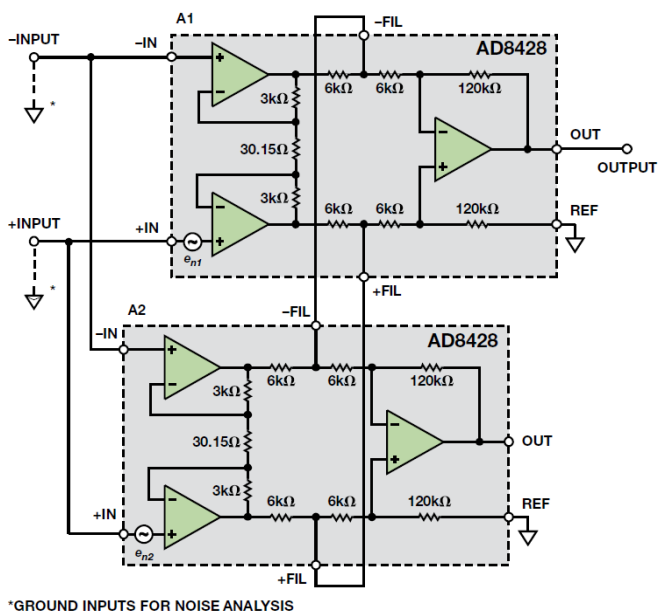 A1
–FIL
–INPUT
–IN
AD8428
*
3kΩ
6kΩ
6kΩ
120kΩ
30.15Ω
OUT
OUTPUT
3kΩ
+INPUT
+IN
6kΩ
6kΩ
120kΩ
REF
en1
*
+FIL
A2
–FIL
–IN
AD8428
3kΩ
6kΩ
6kΩ
120kΩ
30.15Ω
OUT
3kΩ
+IN
6kΩ
6kΩ
120kΩ
REF
en2
+FIL
*GROUND INPUTS FOR NOISE ANALYSIS